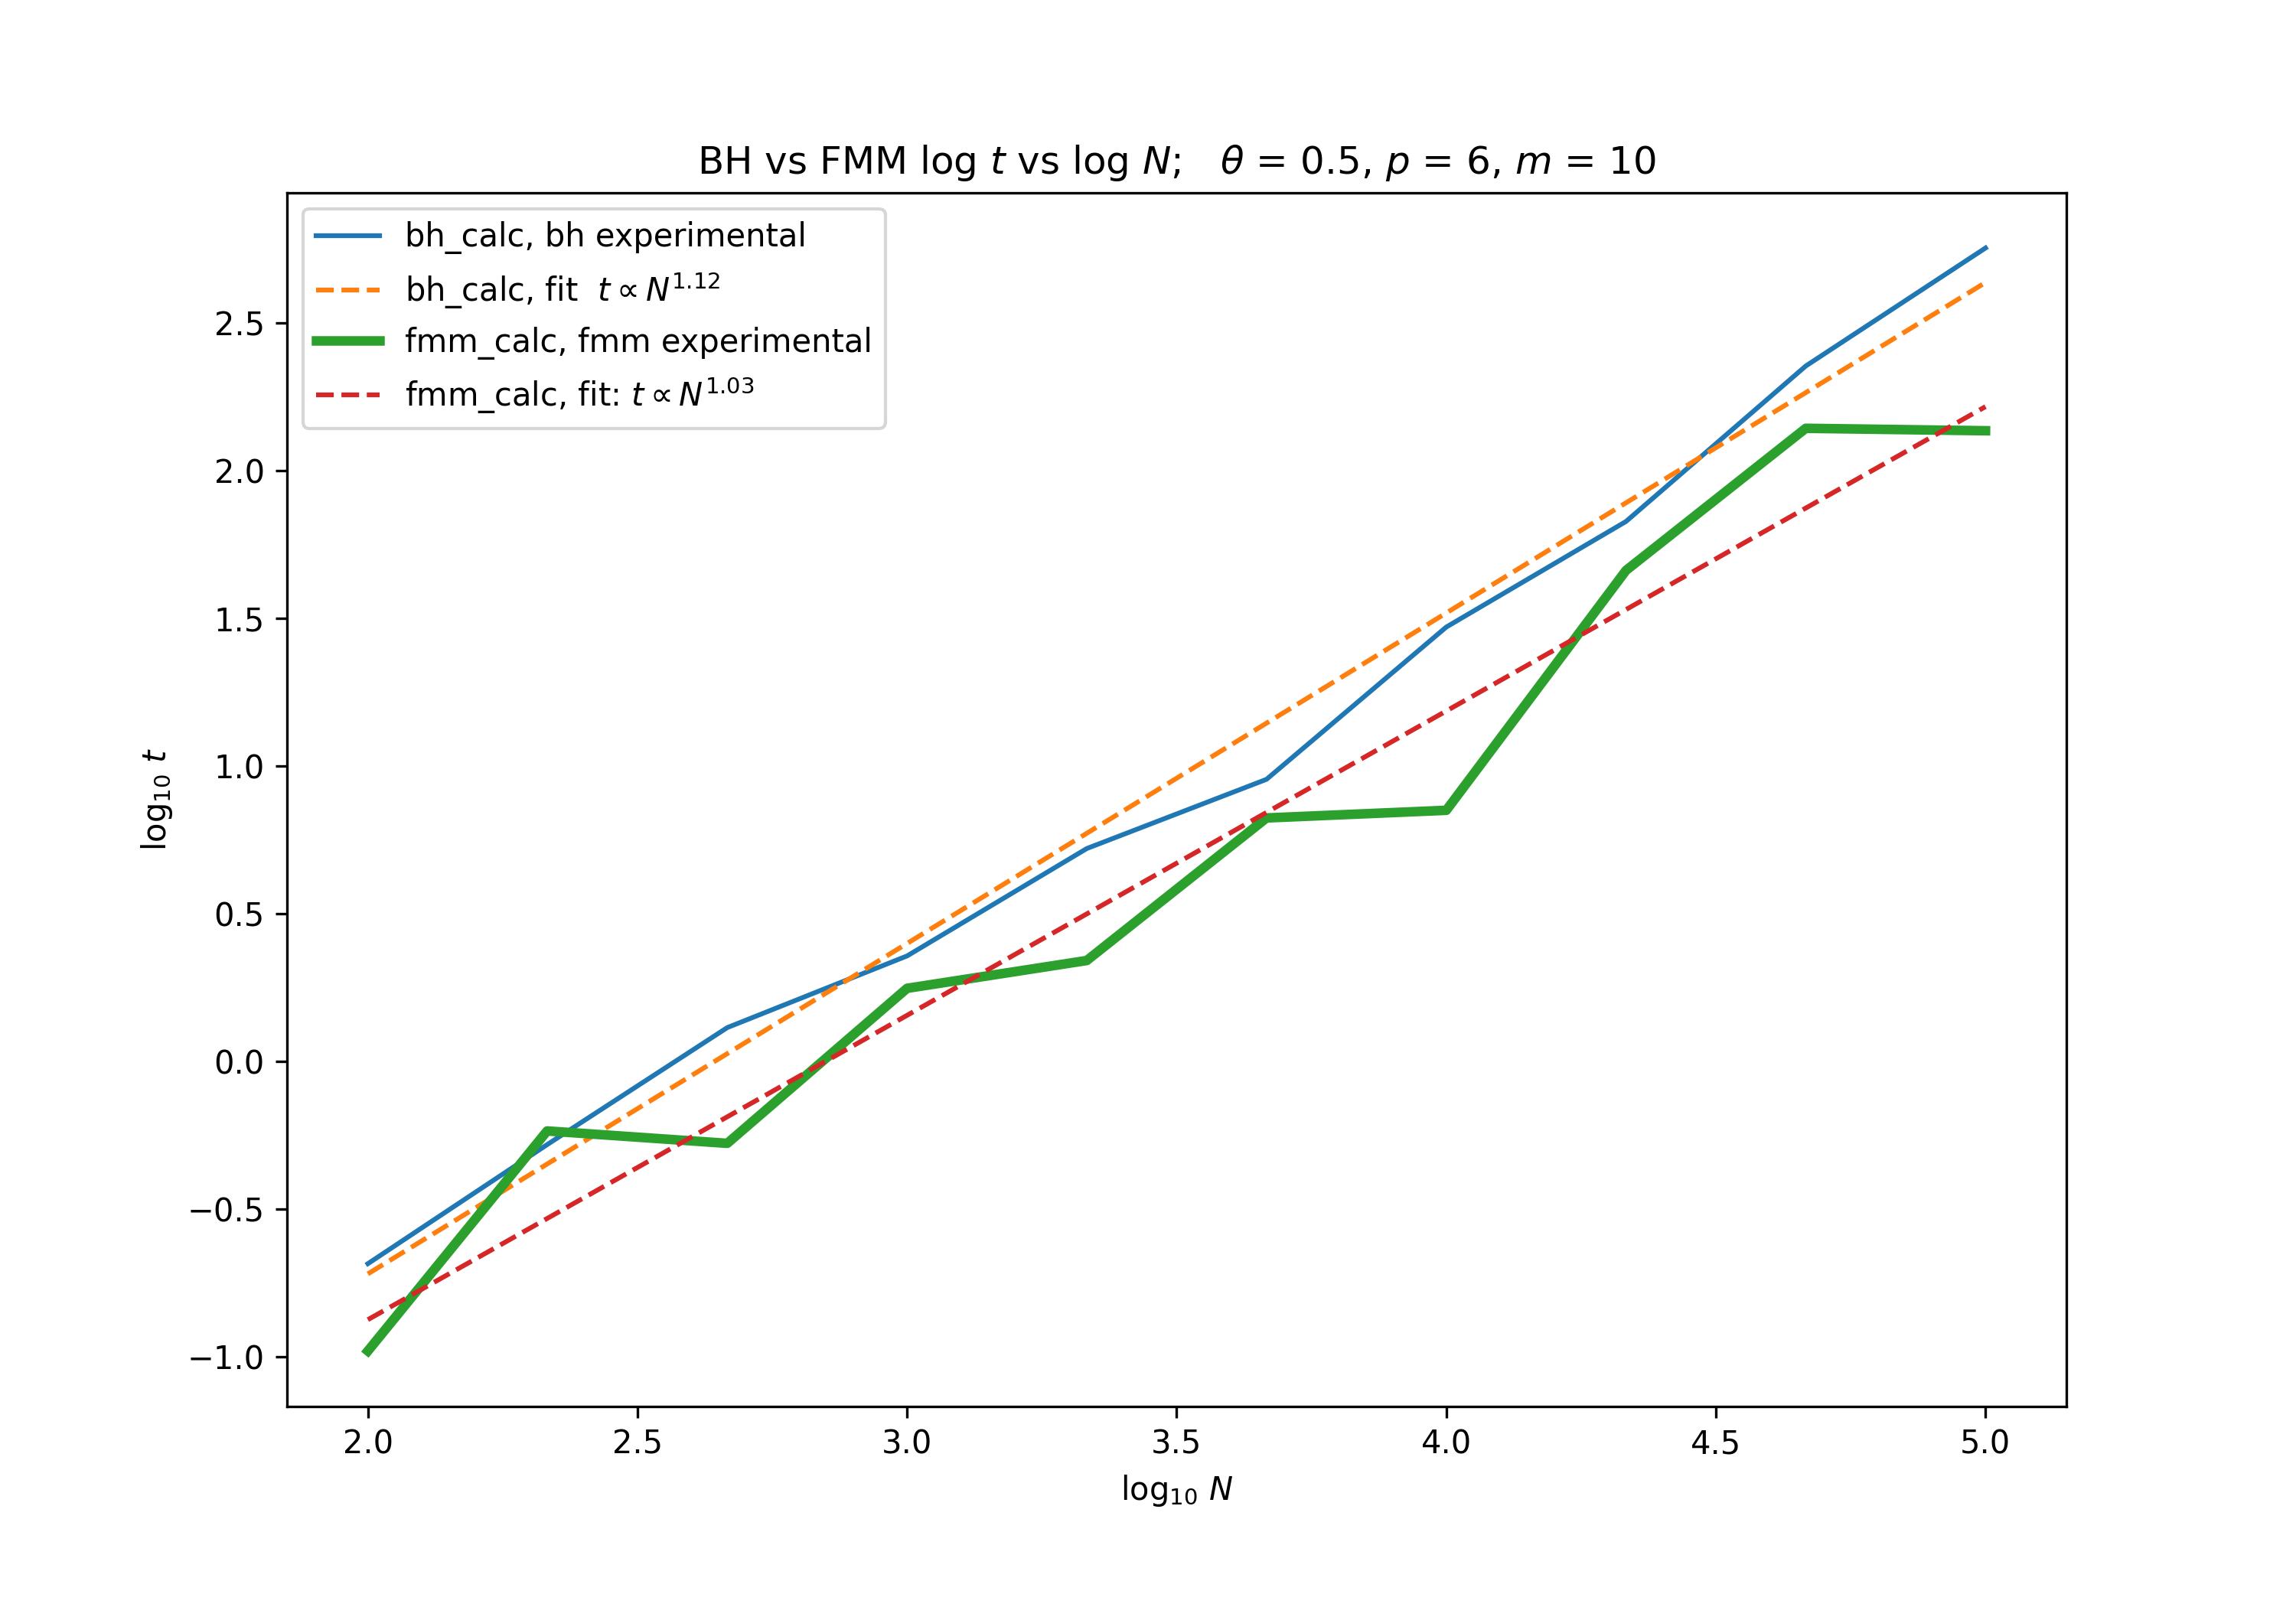 BH vs FMM log t vs log N; θ = 0.5, p = 6, m = 10
bh_calc, bh experimental
bh_calc, fit t ∝ N^1.12
fmm_calc, fmm experimental
fmm_calc, fit: t ∝ N^1.03
2.5
2.0
1.5
1.0
0.5
0.0
−0.5
−1.0
log₁₀ t
2.0 2.5 3.0 3.5 4.0 4.5 5.0
log₁₀ N